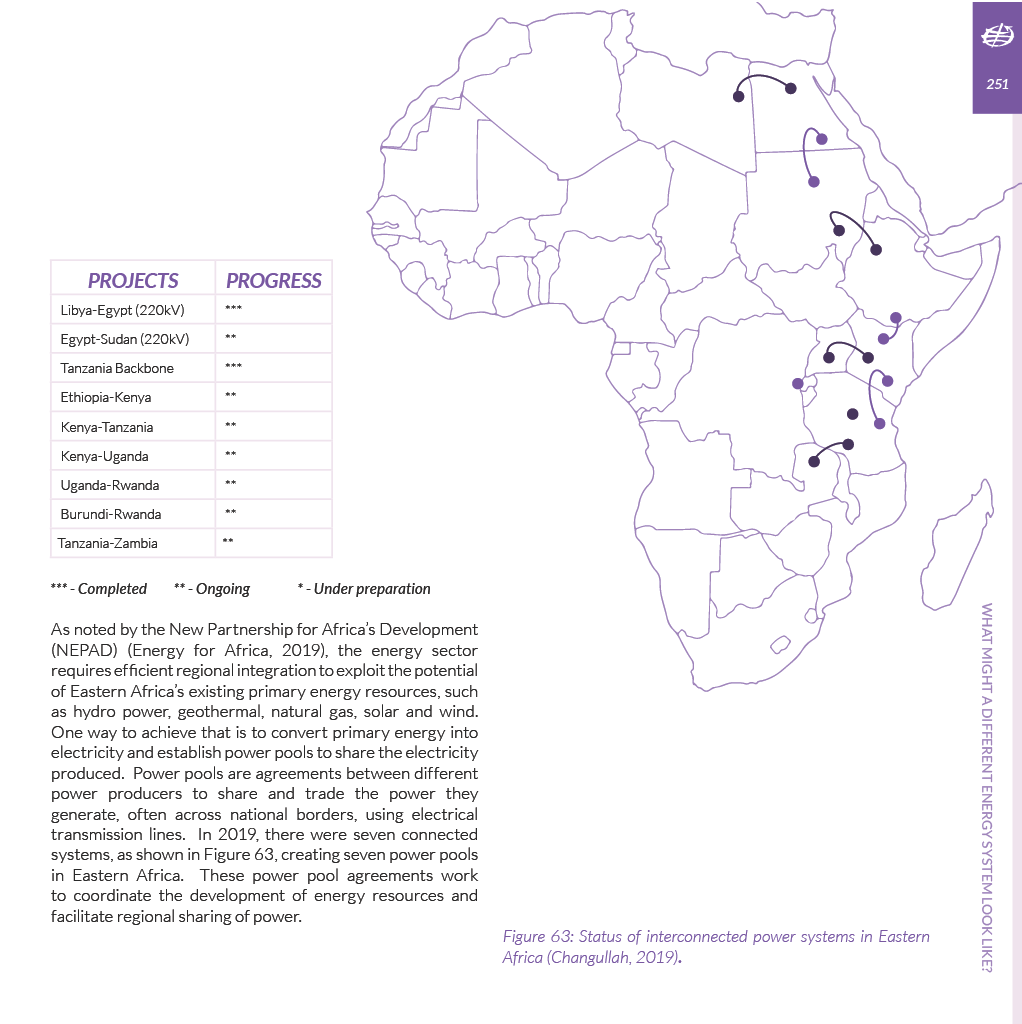 251
PROJECTS PROGRESS
Libya-Egypt (220kV) ***
Egypt-Sudan (220kV) **
Tanzania Backbone ***
Ethiopia-Kenya **
Kenya-Tanzania **
Kenya-Uganda **
Uganda-Rwanda **
Burundi-Rwanda **
Tanzania-Zambia **
*** - Completed ** - Ongoing * - Under preparation
As noted by the New Partnership for Africa’s Development
(NEPAD) (Energy for Africa, 2019), the energy sector
requires efficient regional integration to exploit the potential
of Eastern Africa’s existing primary energy resources, such
as hydro power, geothermal, natural gas, solar and wind.
One way to achieve that is to convert primary energy into
electricity and establish power pools to share the electricity
produced. Power pools are agreements between different
power producers to share and trade the power they
generate, often across national borders, using electrical
transmission lines. In 2019, there were seven connected
systems, as shown in Figure 63, creating seven power pools
in Eastern Africa. These power pool agreements work
to coordinate the development of energy resources and
facilitate regional sharing of power.
Figure 63: Status of interconnected power systems in Eastern
Africa (Changullah, 2019).
WHAT MIGHT A DIFFERENT ENERGY SYSTEM LOOK LIKE?